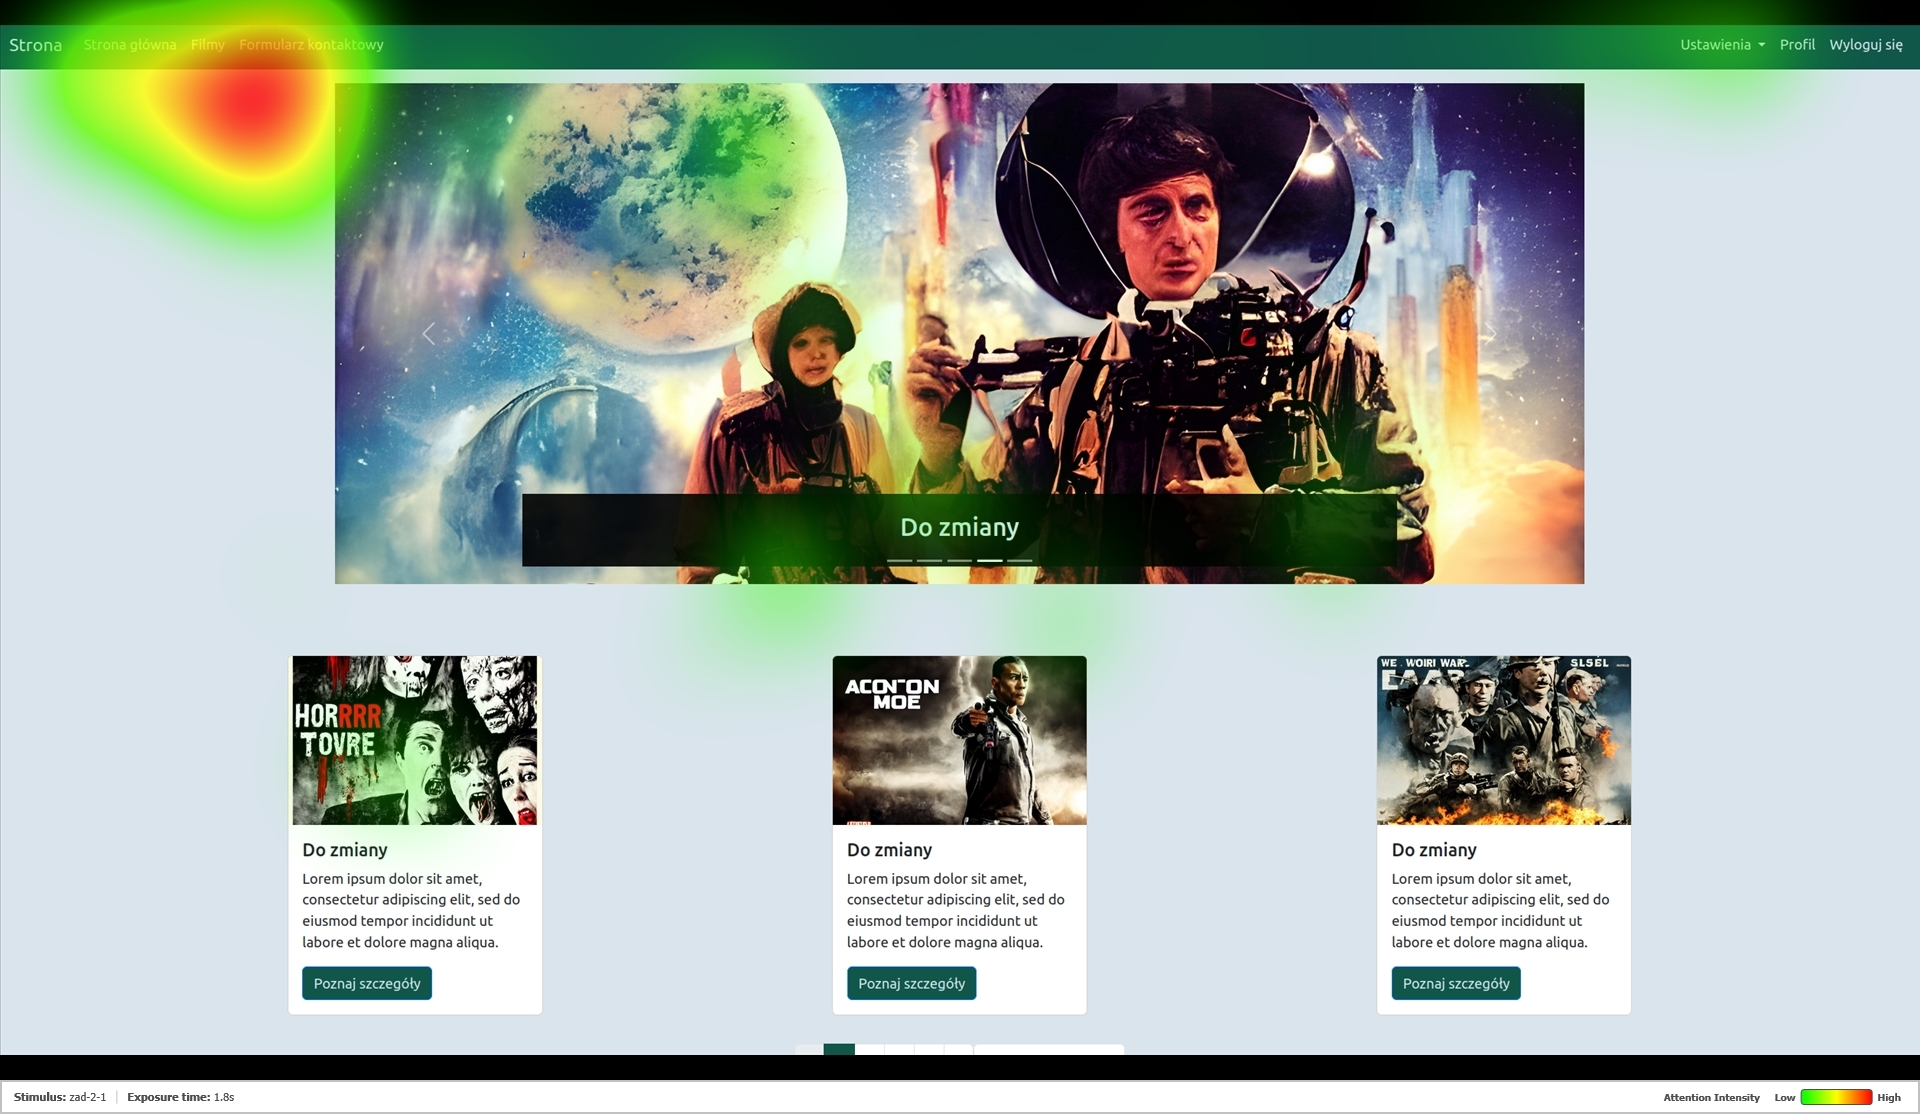 Strona Strona główna Filmy Formularz kontaktowy Ustawienia Profil Wyloguj się
Do zmiany
HORRRR
TOVRE
Do zmiany
Lorem ipsum dolor sit amet,
consectetur adipiscing elit, sed do
eiusmod tempor incididunt ut
labore et dolore magna aliqua.
Poznaj szczegóły
ACON-ON
MOE
Do zmiany
Lorem ipsum dolor sit amet,
consectetur adipiscing elit, sed do
eiusmod tempor incididunt ut
labore et dolore magna aliqua.
Poznaj szczegóły
WE WOIRI WAR SLSEL
Do zmiany
Lorem ipsum dolor sit amet,
consectetur adipiscing elit, sed do
eiusmod tempor incididunt ut
labore et dolore magna aliqua.
Poznaj szczegóły
Stimulus: zad-2-1 Exposure time: 1.8s Attention Intensity Low High